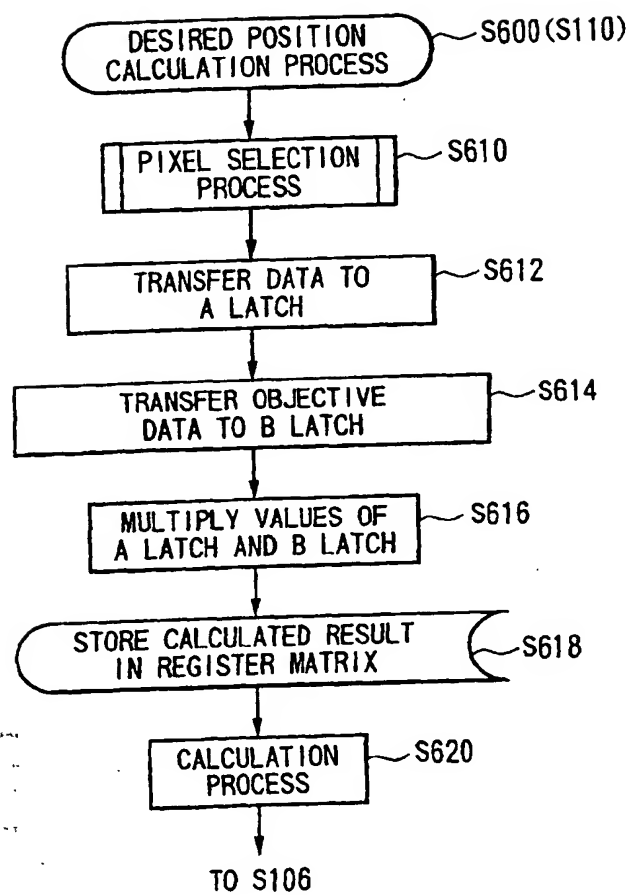 DESIRED POSITION
CALCULATION PROCESS
S600(S110)
PIXEL SELECTION
PROCESS
S610
TRANSFER DATA TO
A LATCH
S612
TRANSFER OBJECTIVE
DATA TO B LATCH
S614
MULTIPLY VALUES OF
A LATCH AND B LATCH
S616
STORE CALCULATED RESULT
IN REGISTER MATRIX
S618
CALCULATION
PROCESS
S620
TO S106